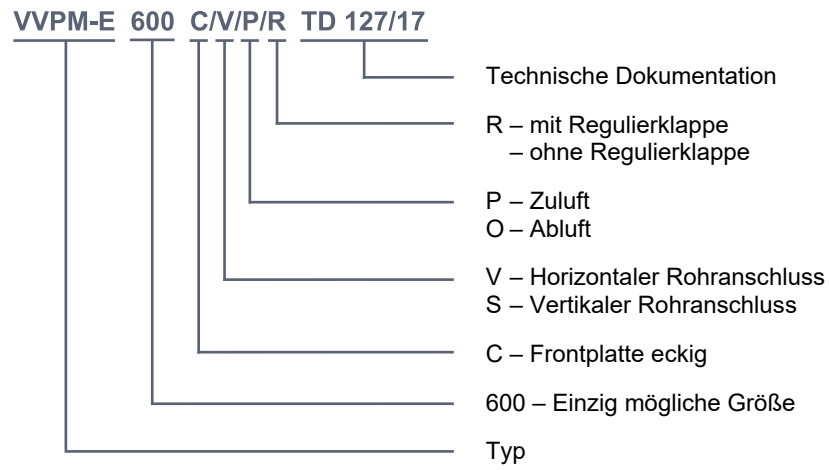 VVPM-E 600 C/V/P/R TD 127/17
Technische Dokumentation
R – mit Regulierklappe
– ohne Regulierklappe
P – Zuluft
O – Abluft
V – Horizontaler Rohranschluss
S – Vertikaler Rohranschluss
C – Frontplatte eckig
600 – Einzig mögliche Größe
Typ